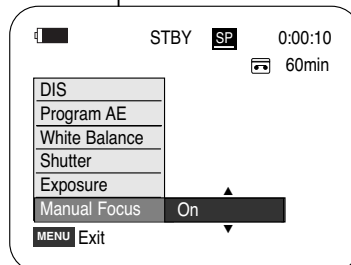 STBY SP 0:00:10
60min
DIS
Program AE
White Balance
Shutter
Exposure
Manual Focus On
MENU Exit